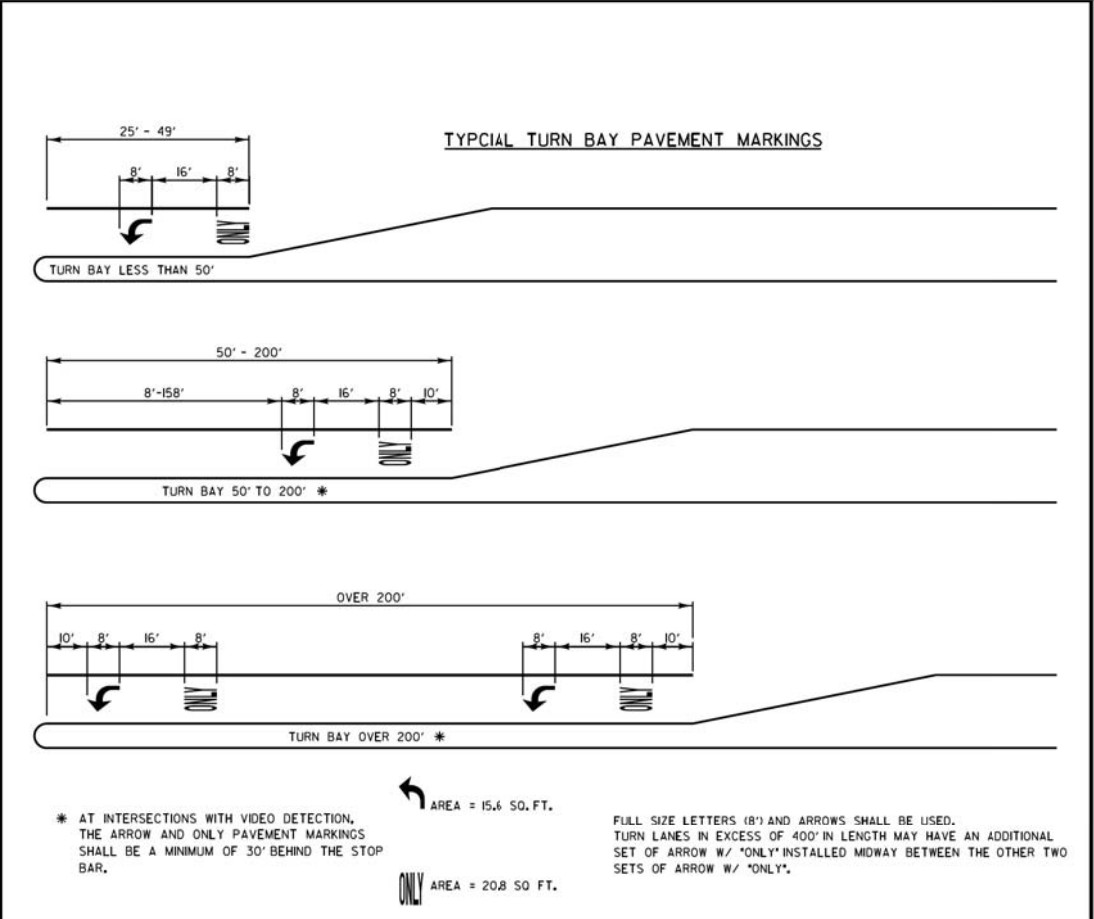 TYPCIAL TURN BAY PAVEMENT MARKINGS
25' - 49'
8' 16' 8'
ONLY
TURN BAY LESS THAN 50'
50' - 200'
8'-158' 8' 16' 8' 10'
ONLY
TURN BAY 50' TO 200' *
OVER 200'
10' 8' 16' 8' 8' 16' 8' 10'
ONLY ONLY
TURN BAY OVER 200' *
* AT INTERSECTIONS WITH VIDEO DETECTION,
THE ARROW AND ONLY PAVEMENT MARKINGS
SHALL BE A MINIMUM OF 30' BEHIND THE STOP
BAR.
AREA = 15.6 SQ. FT.
ONLY AREA = 20.8 SQ FT.
FULL SIZE LETTERS (8') AND ARROWS SHALL BE USED.
TURN LANES IN EXCESS OF 400' IN LENGTH MAY HAVE AN ADDITIONAL
SET OF ARROW W/ "ONLY" INSTALLED MIDWAY BETWEEN THE OTHER TWO
SETS OF ARROW W/ "ONLY".